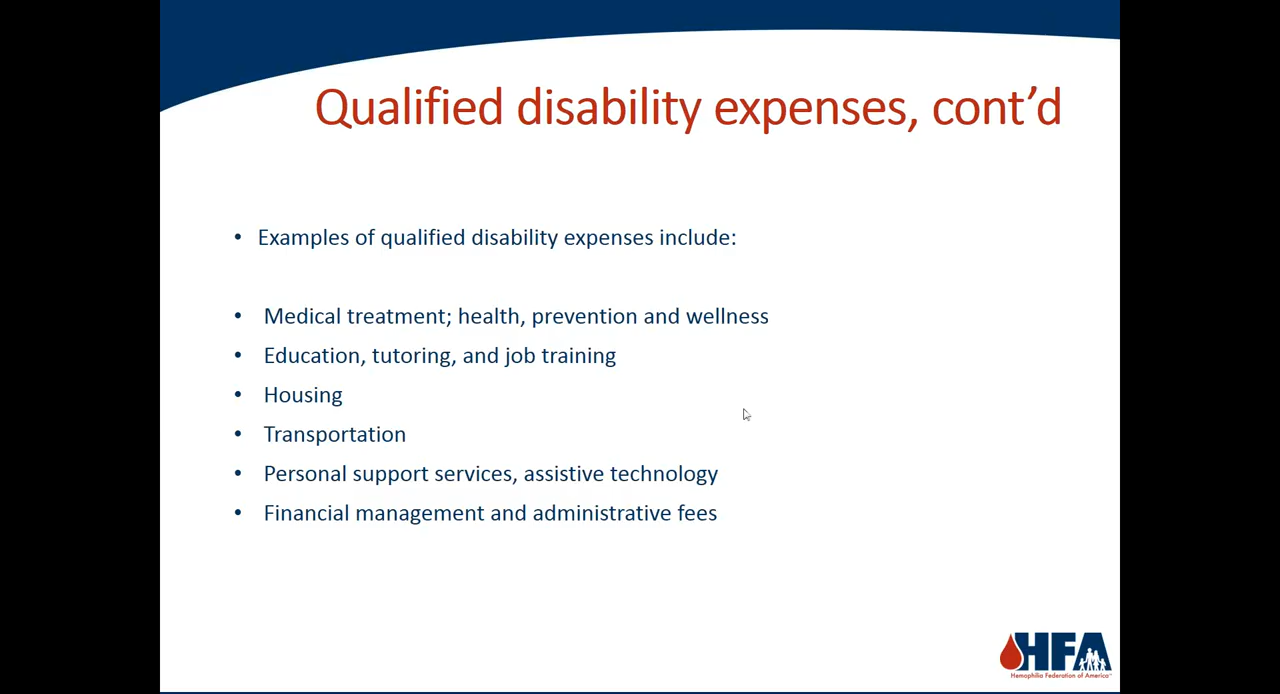 Qualified disability expenses, cont’d
• Examples of qualified disability expenses include:
• Medical treatment; health, prevention and wellness
• Education, tutoring, and job training
• Housing
• Transportation
• Personal support services, assistive technology
• Financial management and administrative fees
HFA
Hemophilia Federation of America